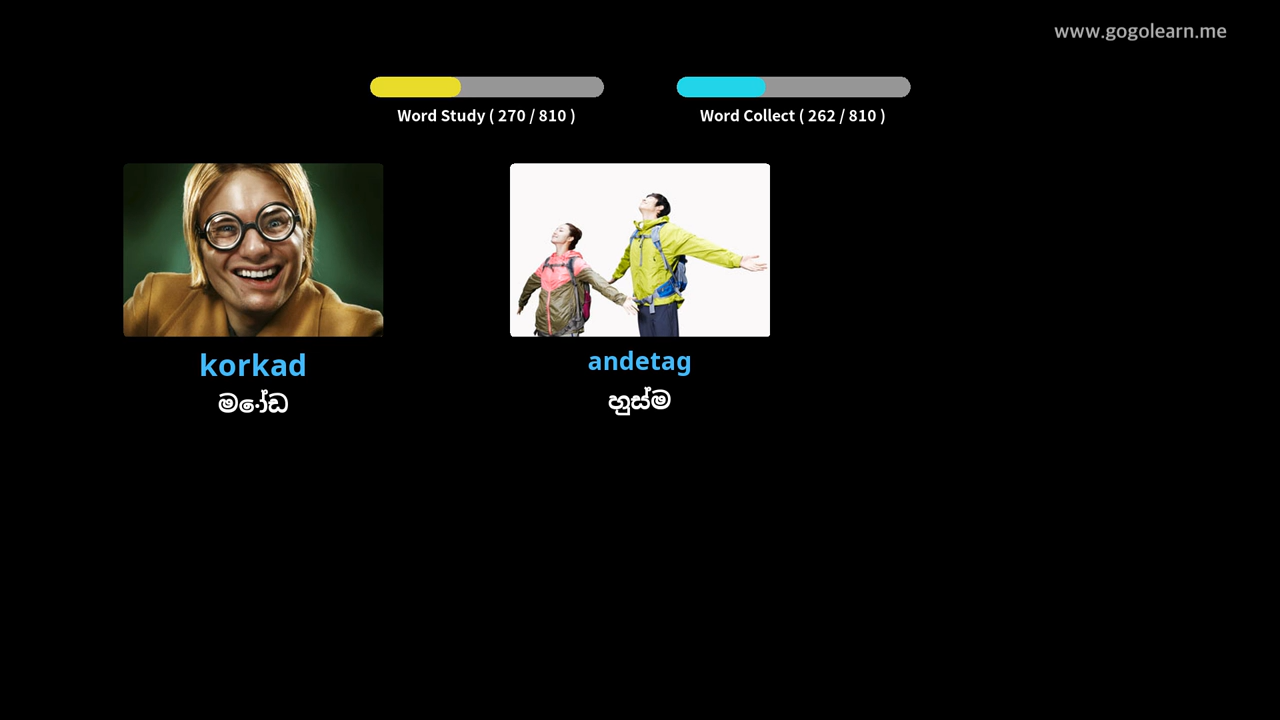 www.gogolearn.me
Word Study ( 270 / 810 )
Word Collect ( 262 / 810 )
korkad
මෝඩ
andetag
හුස්ම